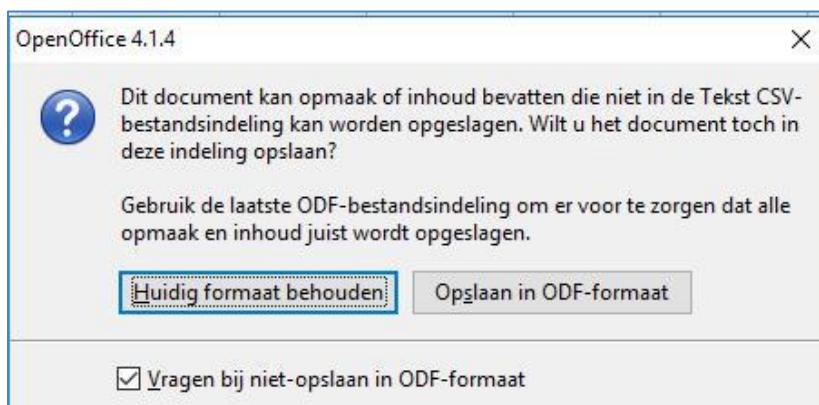 OpenOffice 4.1.4
Dit document kan opmaak of inhoud bevatten die niet in de Tekst CSV-
bestandsindeling kan worden opgeslagen. Wilt u het document toch in
deze indeling opslaan?
Gebruik de laatste ODF-bestandsindeling om er voor te zorgen dat alle
opmaak en inhoud juist wordt opgeslagen.
Huidig formaat behouden
Opslaan in ODF-formaat
Vragen bij niet-opslaan in ODF-formaat